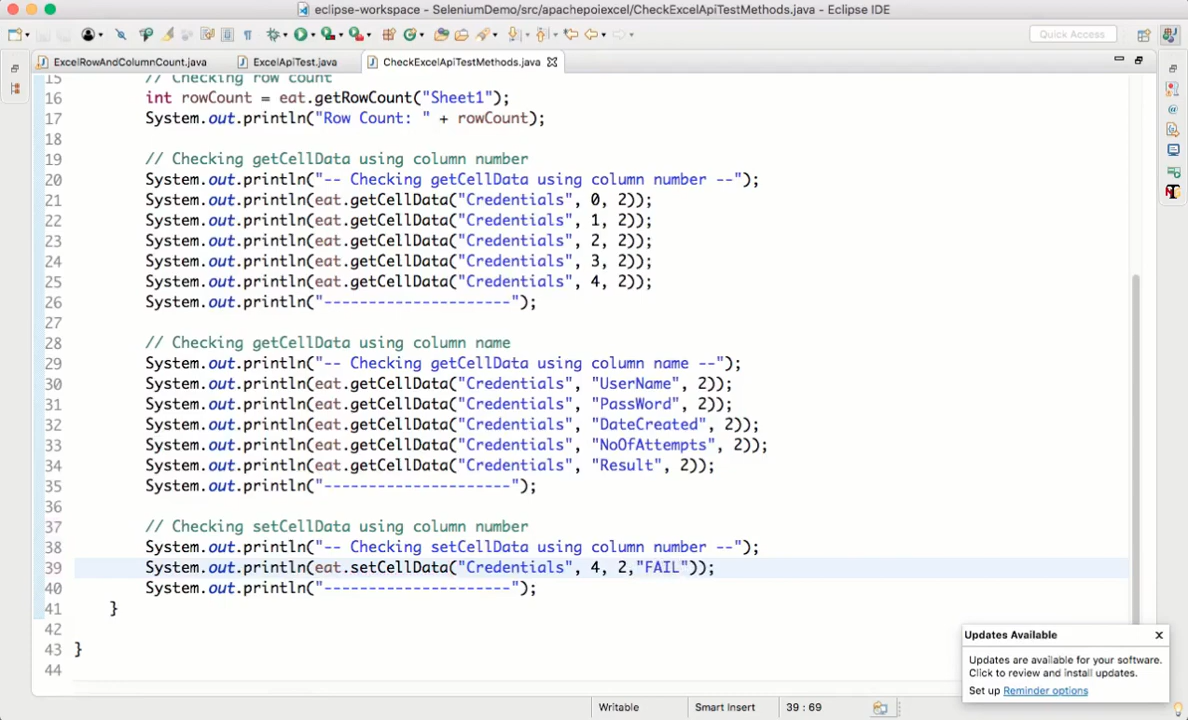 eclipse-workspace - SeleniumDemo/src/apachepoiexcel/CheckExcelApiTestMethods.java - Eclipse IDE
Quick Access
ExcelRowAndColumnCount.java
ExcelApiTest.java
CheckExcelApiTestMethods.java
15 // Checking row count
16 int rowCount = eat.getRowCount("Sheet1");
17 System.out.println("Row Count: " + rowCount);
18
19 // Checking getCellData using column number
20 System.out.println("-- Checking getCellData using column number --");
21 System.out.println(eat.getCellData("Credentials", 0, 2));
22 System.out.println(eat.getCellData("Credentials", 1, 2));
23 System.out.println(eat.getCellData("Credentials", 2, 2));
24 System.out.println(eat.getCellData("Credentials", 3, 2));
25 System.out.println(eat.getCellData("Credentials", 4, 2));
26 System.out.println("---------------------");
27
28 // Checking getCellData using column name
29 System.out.println("-- Checking getCellData using column name --");
30 System.out.println(eat.getCellData("Credentials", "UserName", 2));
31 System.out.println(eat.getCellData("Credentials", "PassWord", 2));
32 System.out.println(eat.getCellData("Credentials", "DateCreated", 2));
33 System.out.println(eat.getCellData("Credentials", "NoOfAttempts", 2));
34 System.out.println(eat.getCellData("Credentials", "Result", 2));
35 System.out.println("---------------------");
36
37 // Checking setCellData using column number
38 System.out.println("-- Checking setCellData using column number --");
39 System.out.println(eat.setCellData("Credentials", 4, 2,"FAIL"));
40 System.out.println("---------------------");
41 }
42
43 }
44
Updates Available
Updates are available for your software.
Click to review and install updates.
Set up Reminder options
Writable
Smart Insert
39 : 69